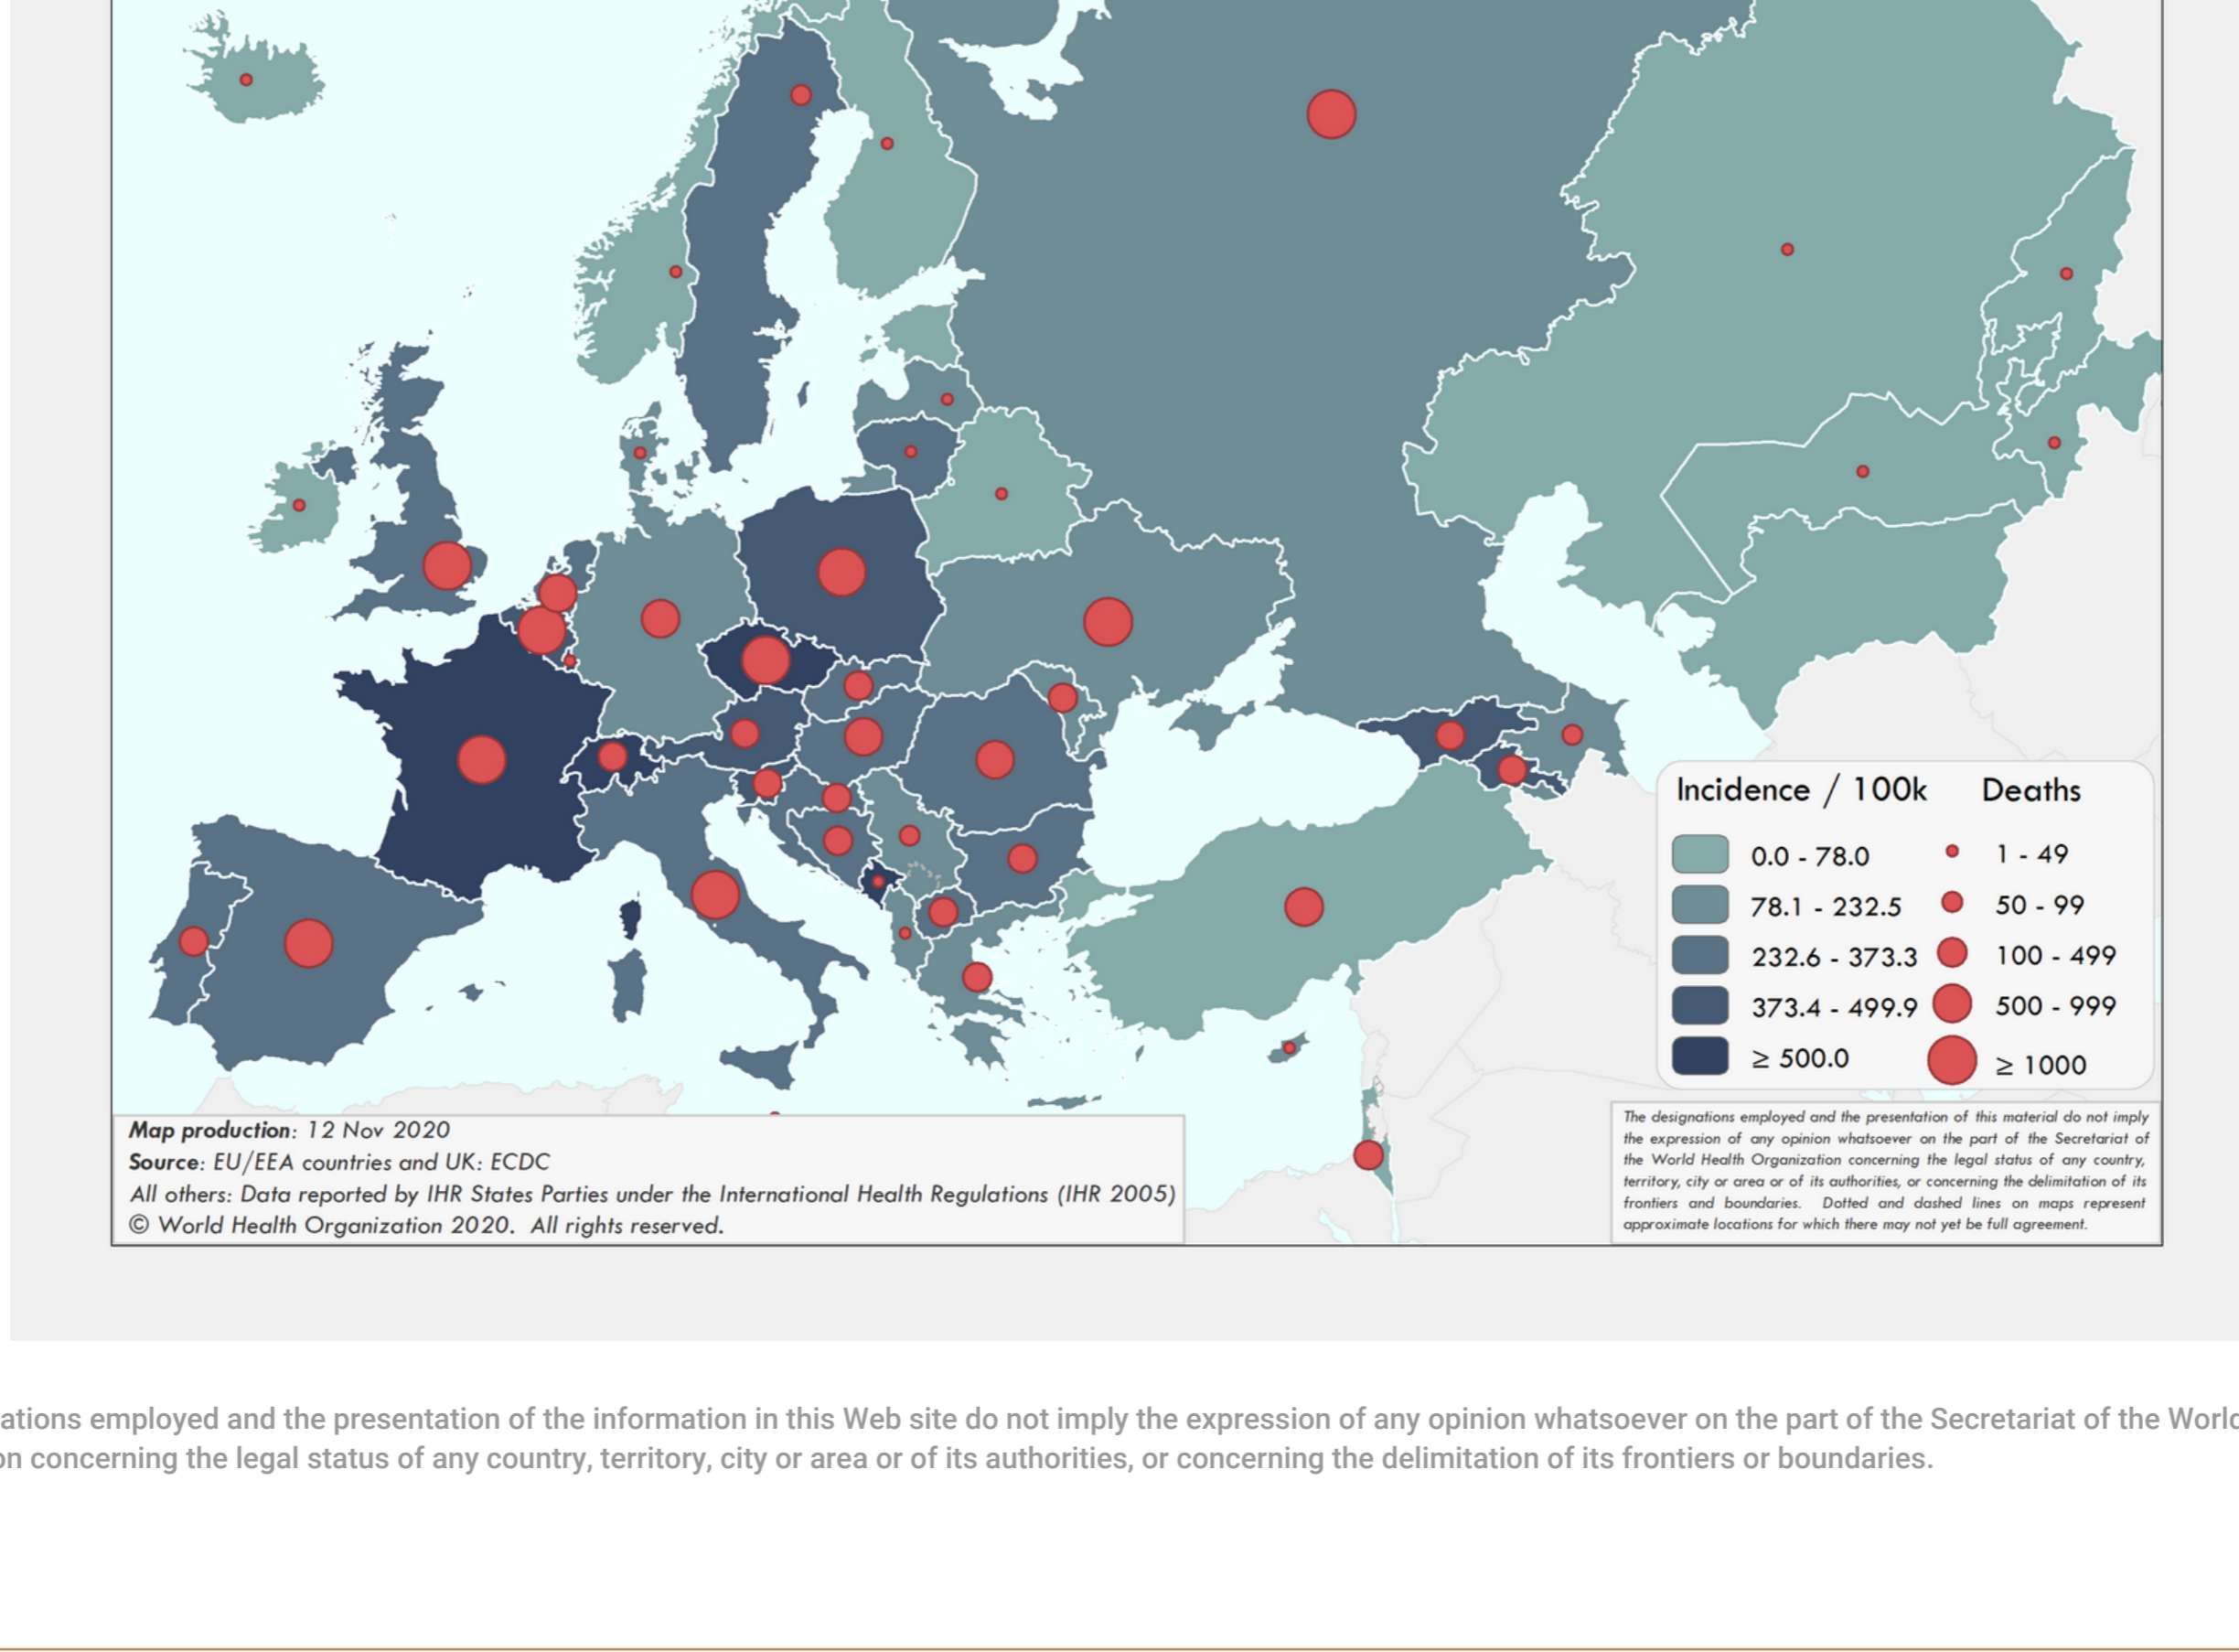 Incidence / 100k Deaths
0.0 - 78.0 1 - 49
78.1 - 232.5 50 - 99
232.6 - 373.3 100 - 499
373.4 - 499.9 500 - 999
≥ 500.0 ≥ 1000
Map production: 12 Nov 2020
Source: EU/EEA countries and UK: ECDC
All others: Data reported by IHR States Parties under the International Health Regulations (IHR 2005)
© World Health Organization 2020. All rights reserved.
The designations employed and the presentation of this material do not imply
the expression of any opinion whatsoever on the part of the Secretariat of
the World Health Organization concerning the legal status of any country,
territory, city or area or of its authorities, or concerning the delimitation of its
frontiers and boundaries. Dotted and dashed lines on maps represent
approximate locations for which there may not yet be full agreement.
ations employed and the presentation of the information in this Web site do not imply the expression of any opinion whatsoever on the part of the Secretariat of the World
on concerning the legal status of any country, territory, city or area or of its authorities, or concerning the delimitation of its frontiers or boundaries.